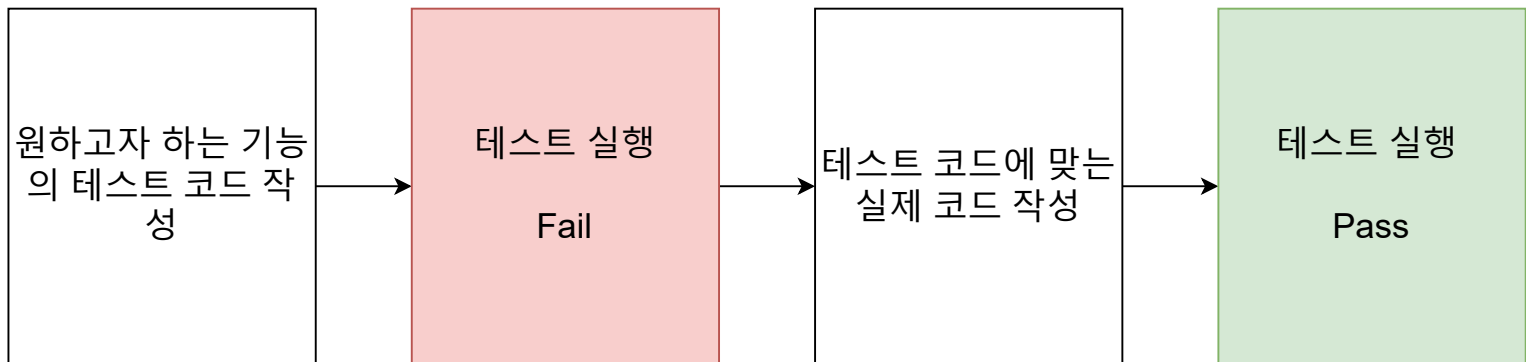 원하고자 하는 기능
의 테스트 코드 작
성
테스트 실행
Fail
테스트 코드에 맞는
실제 코드 작성
테스트 실행
Pass